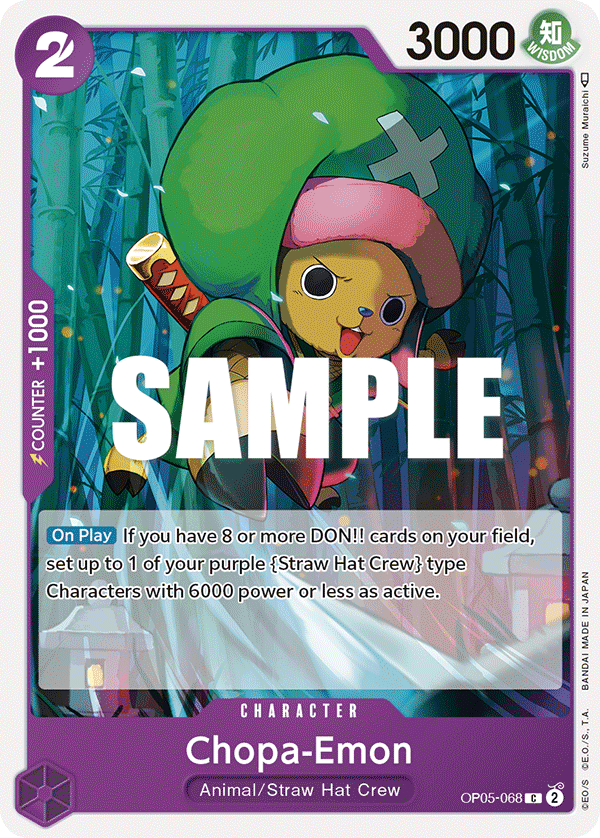 2
3000
知
WISDOM
Suzume Muraichi
COUNTER +1000
SAMPLE
On Play If you have 8 or more DON!! cards on your field,
set up to 1 of your purple {Straw Hat Crew} type
Characters with 6000 power or less as active.
BANDAI MADE IN JAPAN
©E.O./S., T.A.
©EO/S
CHARACTER
Chopa-Emon
Animal/Straw Hat Crew
OP05-068 C 2